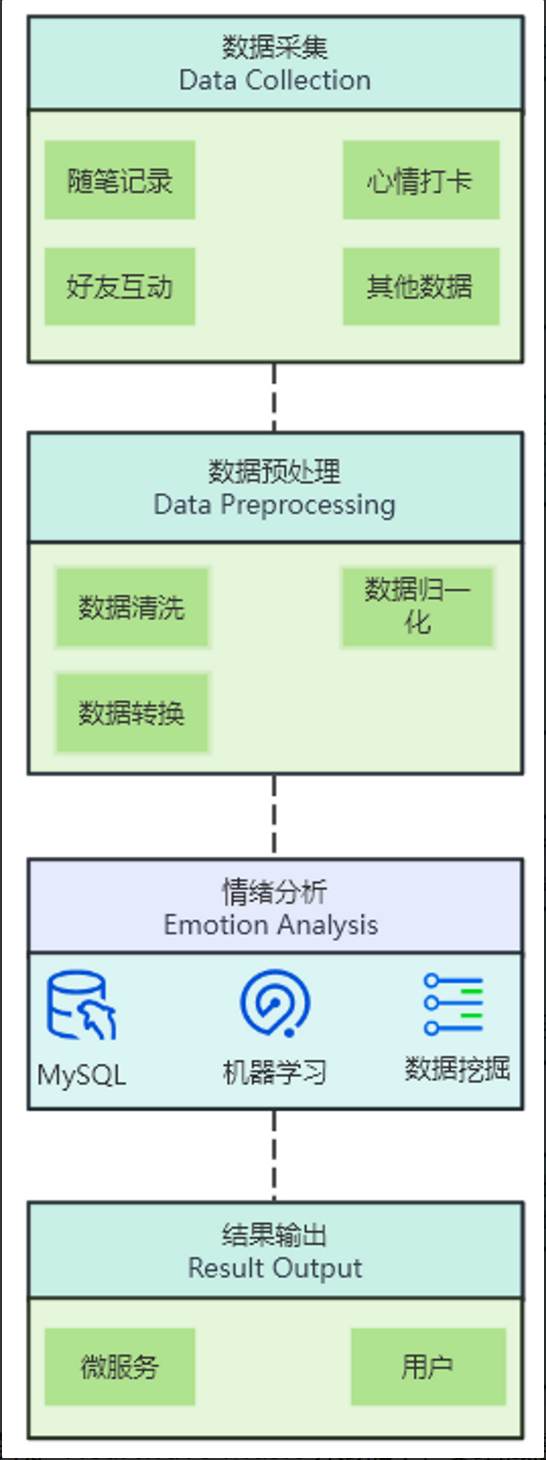 数据采集
Data Collection
随笔记录
心情打卡
好友互动
其他数据
数据预处理
Data Preprocessing
数据清洗
数据归一
化
数据转换
情绪分析
Emotion Analysis
MySQL
机器学习
数据挖掘
结果输出
Result Output
微服务
用户